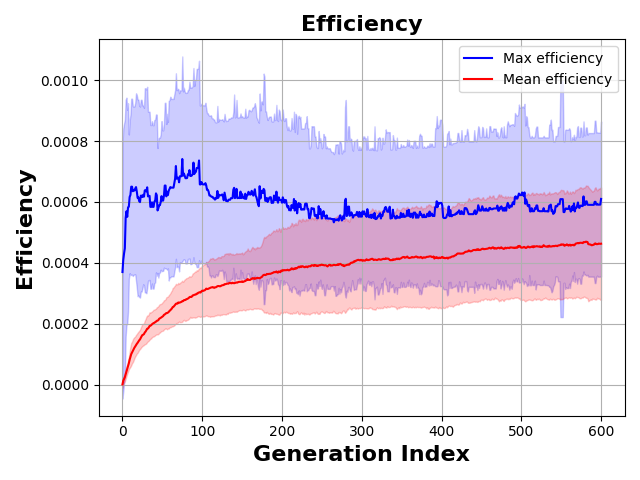 Efficiency
Max efficiency
Mean efficiency
Efficiency
0.0010
0.0008
0.0006
0.0004
0.0002
0.0000
0 100 200 300 400 500 600
Generation Index